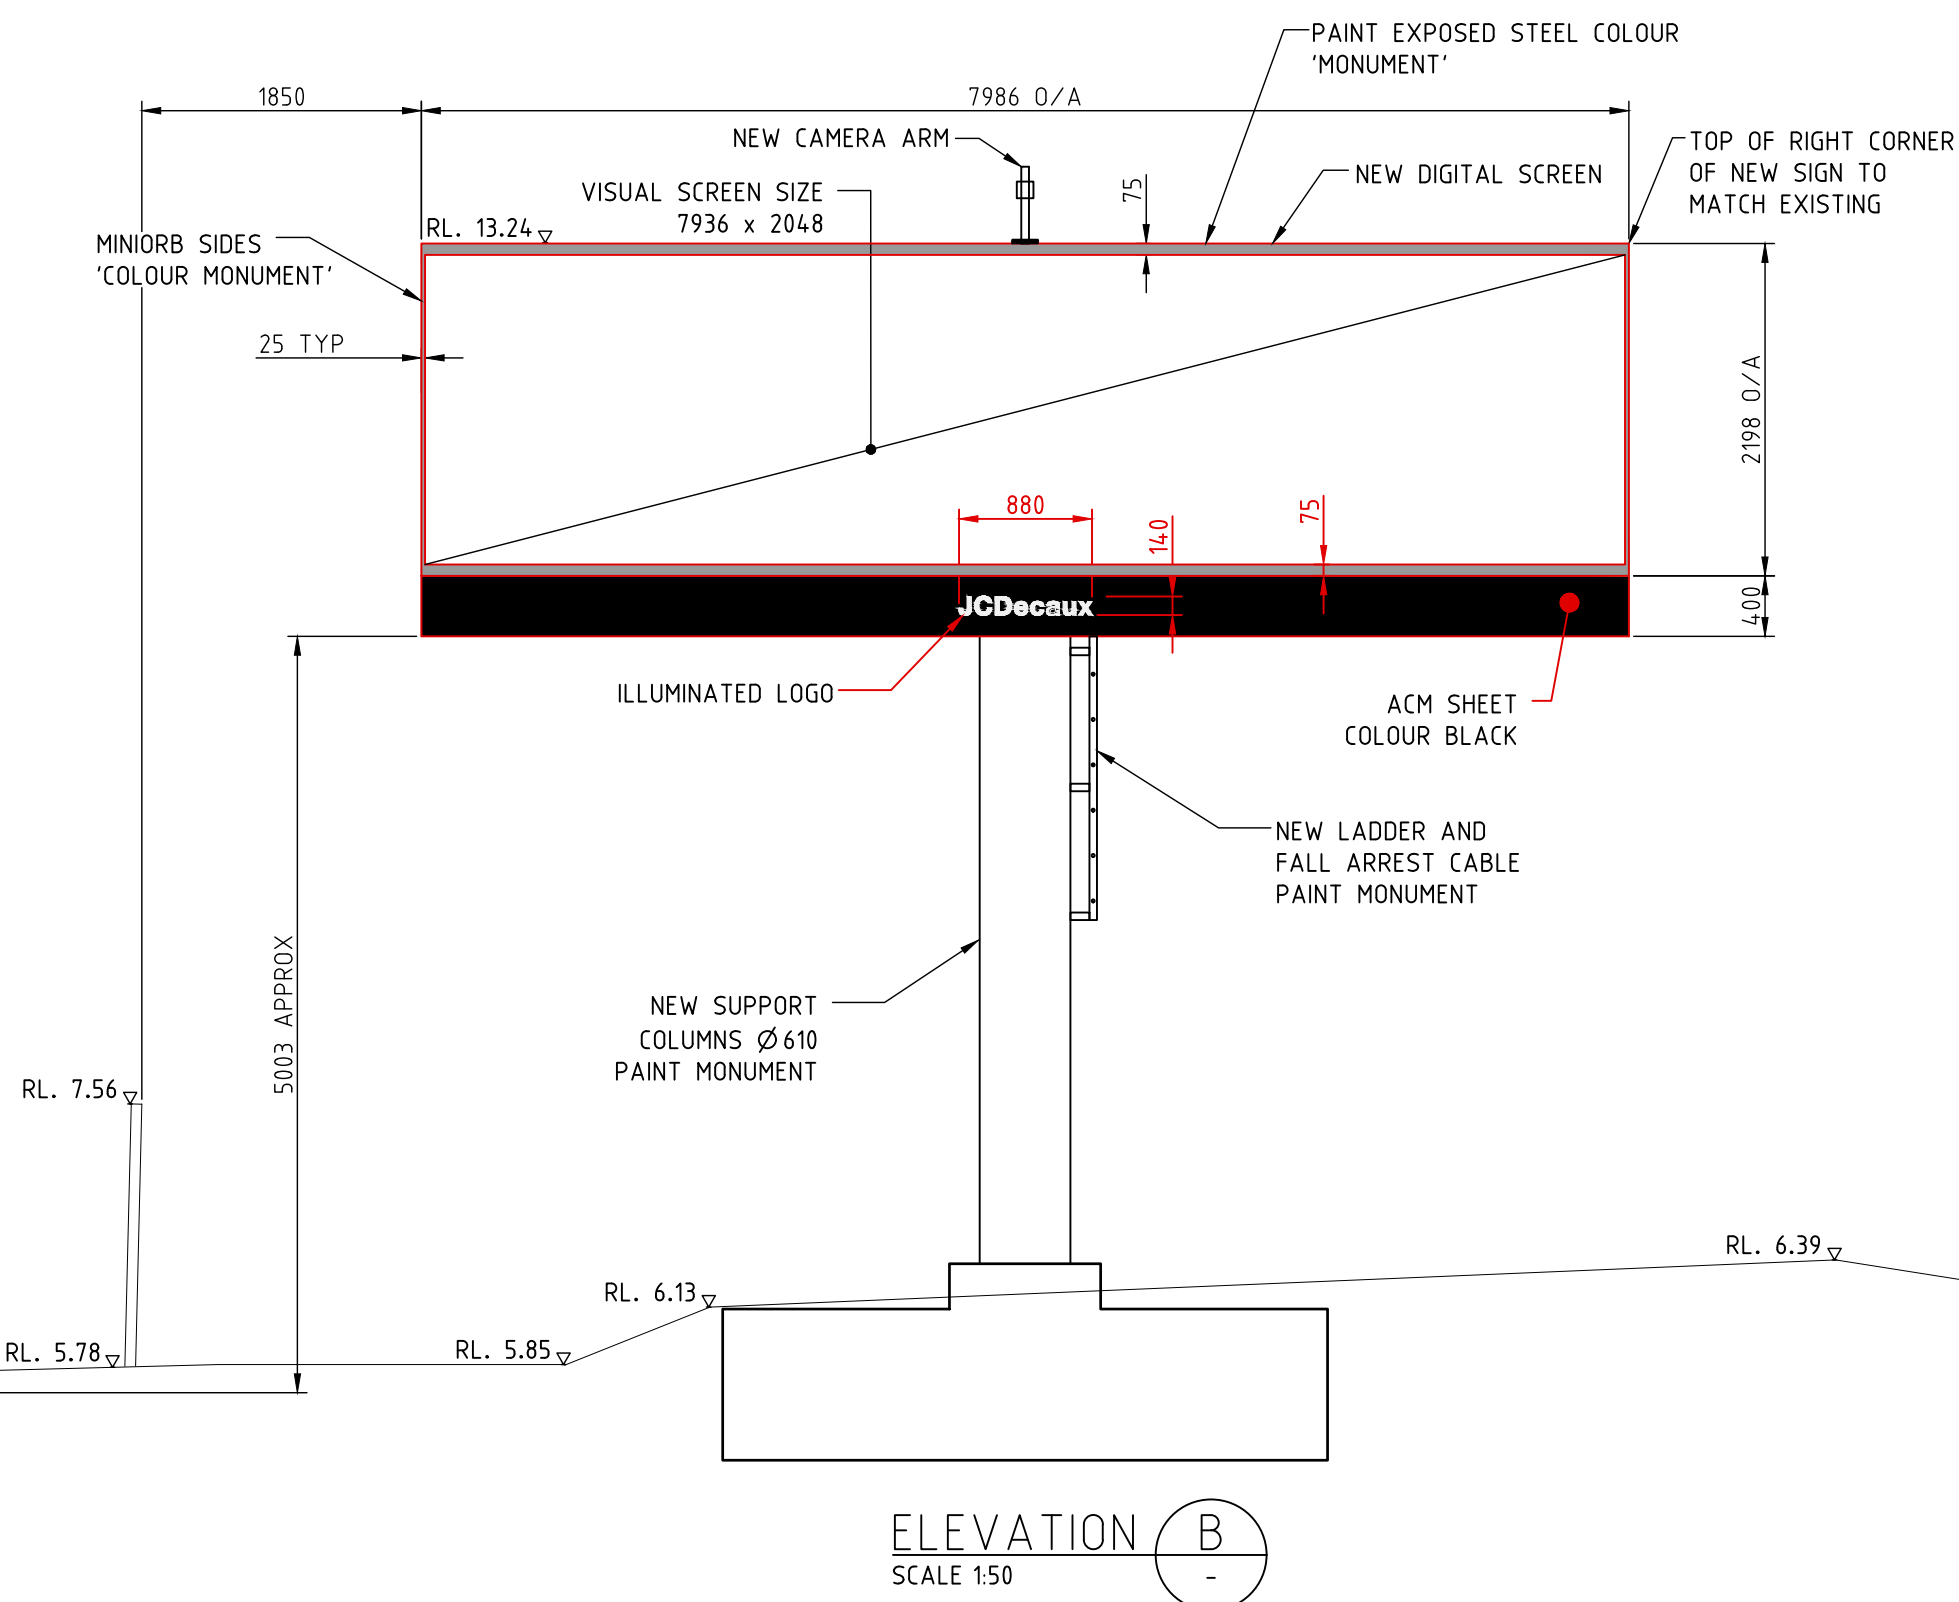 PAINT EXPOSED STEEL COLOUR
'MONUMENT'
1850
7986 O/A
NEW CAMERA ARM
TOP OF RIGHT CORNER
OF NEW SIGN TO
MATCH EXISTING
VISUAL SCREEN SIZE
7936 x 2048
75
NEW DIGITAL SCREEN
RL. 13.24
MINIORB SIDES
'COLOUR MONUMENT'
25 TYP
2198 O/A
880
140
75
JCDecaux
400
ILLUMINATED LOGO
ACM SHEET
COLOUR BLACK
NEW LADDER AND
FALL ARREST CABLE
PAINT MONUMENT
5003 APPROX
NEW SUPPORT
COLUMNS Ø610
PAINT MONUMENT
RL. 7.56
RL. 6.39
RL. 6.13
RL. 5.78
RL. 5.85
ELEVATION B
SCALE 1:50
-